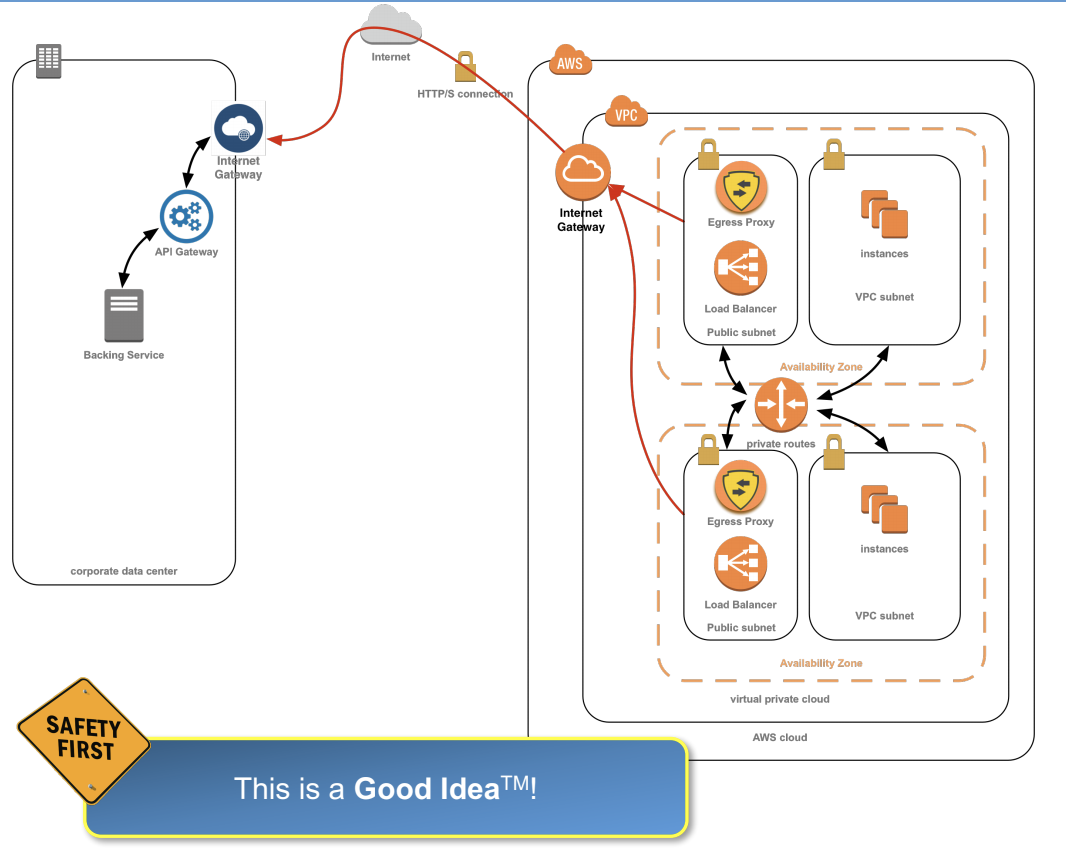 Internet
AWS
HTTP/S connection
VPC
Internet
Gateway
API Gateway
Backing Service
corporate data center
Internet
Gateway
Egress Proxy
Load Balancer
Public subnet
instances
VPC subnet
Availability Zone
private routes
Egress Proxy
Load Balancer
Public subnet
instances
VPC subnet
Availability Zone
virtual private cloud
AWS cloud
SAFETY
FIRST
This is a Good Idea™!